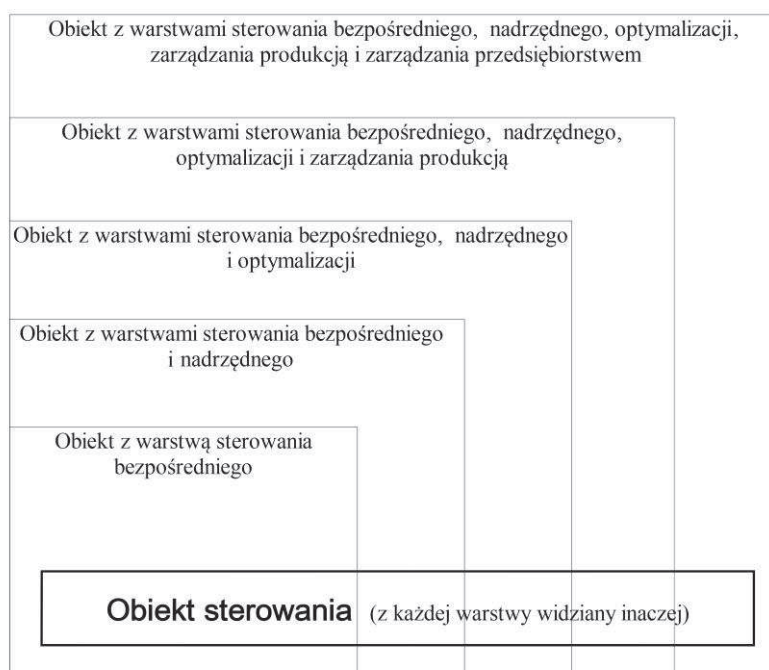 Obiekt z warstwami sterowania bezpośredniego, nadrzędnego, optymalizacji,
zarządzania produkcją i zarządzania przedsiębiorstwem
Obiekt z warstwami sterowania bezpośredniego, nadrzędnego,
optymalizacji i zarządzania produkcją
Obiekt z warstwami sterowania bezpośredniego, nadrzędnego
i optymalizacji
Obiekt z warstwami sterowania bezpośredniego
i nadrzędnego
Obiekt z warstwą sterowania
bezpośredniego
Obiekt sterowania (z każdej warstwy widziany inaczej)